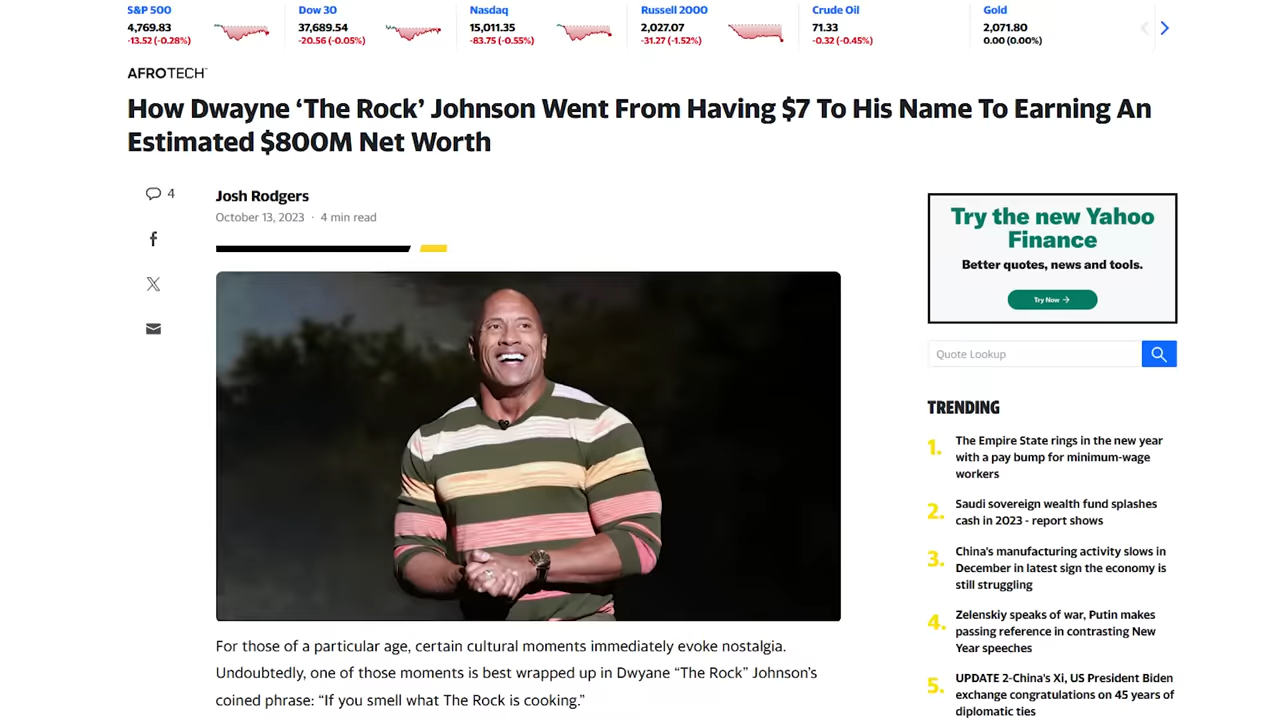 S&P 500
4,769.83
-13.52 (-0.28%)
Dow 30
37,689.54
-20.56 (-0.05%)
Nasdaq
15,011.35
-83.75 (-0.55%)
Russell 2000
2,027.07
-31.27 (-1.52%)
Crude Oil
71.33
-0.32 (-0.45%)
Gold
2,071.80
0.00 (0.00%)
AFROTECH™
How Dwayne ‘The Rock’ Johnson Went From Having $7 To His Name To Earning An
Estimated $800M Net Worth
4
Josh Rodgers
October 13, 2023 · 4 min read
For those of a particular age, certain cultural moments immediately evoke nostalgia.
Undoubtedly, one of those moments is best wrapped up in Dwyane “The Rock” Johnson’s
coined phrase: “If you smell what The Rock is cooking.”
Try the new Yahoo
Finance
Better quotes, news and tools.
Try Now →
Quote Lookup
TRENDING
1. The Empire State rings in the new year
with a pay bump for minimum-wage
workers
2. Saudi sovereign wealth fund splashes
cash in 2023 - report shows
3. China's manufacturing activity slows in
December in latest sign the economy is
still struggling
4. Zelenskiy speaks of war, Putin makes
passing reference in contrasting New
Year speeches
5. UPDATE 2-China's Xi, US President Biden
exchange congratulations on 45 years of
diplomatic ties